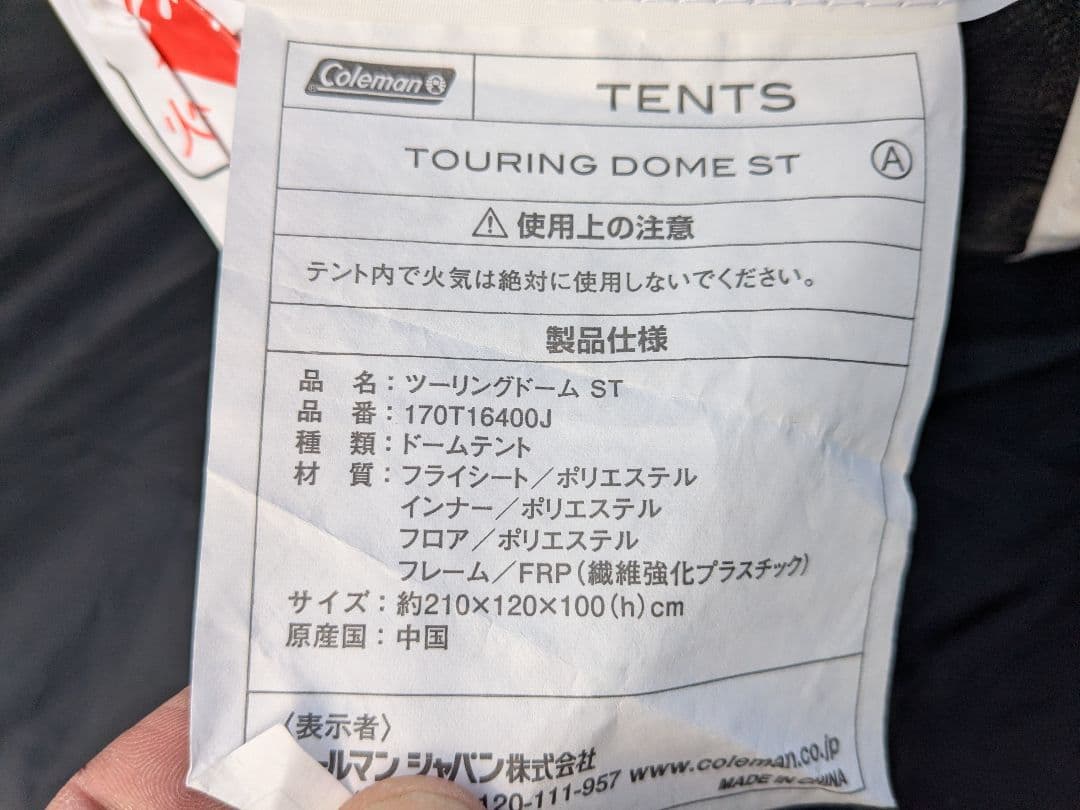 Coleman
TENTS
TOURING DOME ST Ⓐ
⚠ 使用上の注意
テント内で火気は絶対に使用しないでください。
製品仕様
品 名：ツーリングドーム ST
品 番：170T16400J
種 類：ドームテント
材 質：フライシート／ポリエステル
インナー／ポリエステル
フロア／ポリエステル
フレーム／FRP（繊維強化プラスチック）
サイズ：約210×120×100（h）cm
原産国：中国
〈表示者〉
ールマン ジャパン株式会社
120-111-957 www.coleman.co.jp
MADE IN CHINA
火